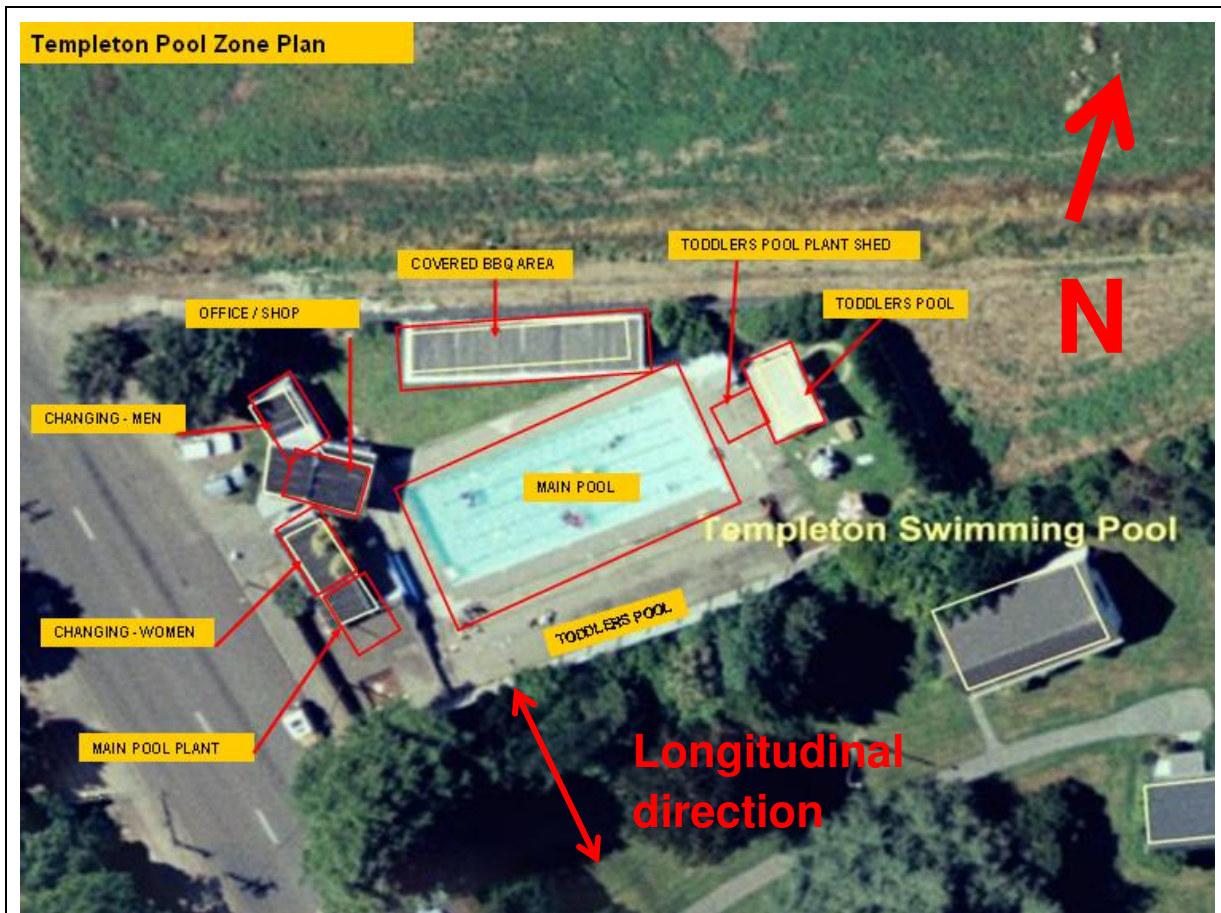 Templeton Pool Zone Plan
TODDLERS POOL PLANT SHED
COVERED BBQ AREA
TODDLERS POOL
OFFICE / SHOP
N
CHANGING - MEN
MAIN POOL
Templeton Swimming Pool
TODDLERS POOL
CHANGING - WOMEN
MAIN POOL PLANT
Longitudinal
direction